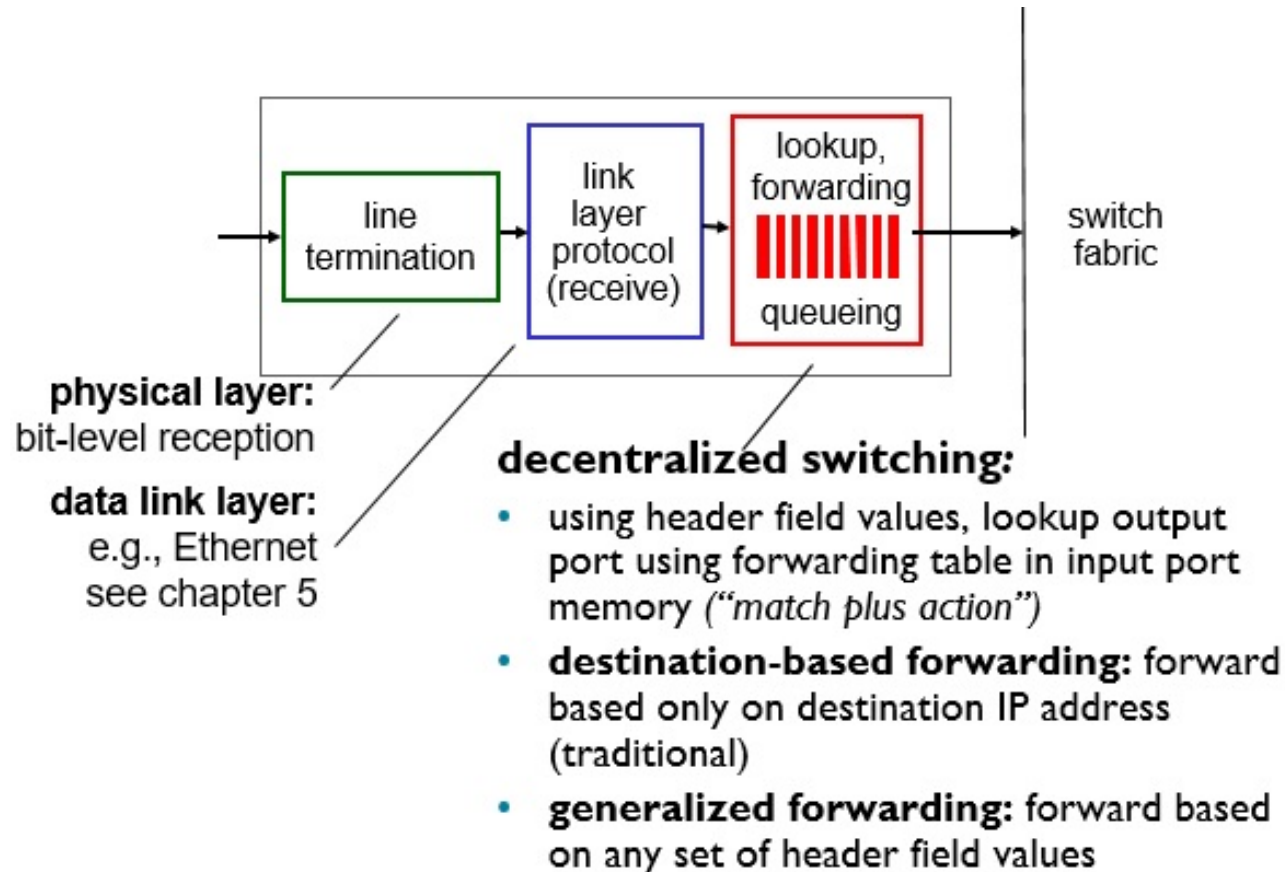 line
termination
link
layer
protocol
(receive)
lookup,
forwarding
queueing
switch
fabric
physical layer:
bit-level reception
data link layer:
e.g., Ethernet
see chapter 5
decentralized switching:
• using header field values, lookup output
port using forwarding table in input port
memory (“match plus action”)
• destination-based forwarding: forward
based only on destination IP address
(traditional)
• generalized forwarding: forward based
on any set of header field values